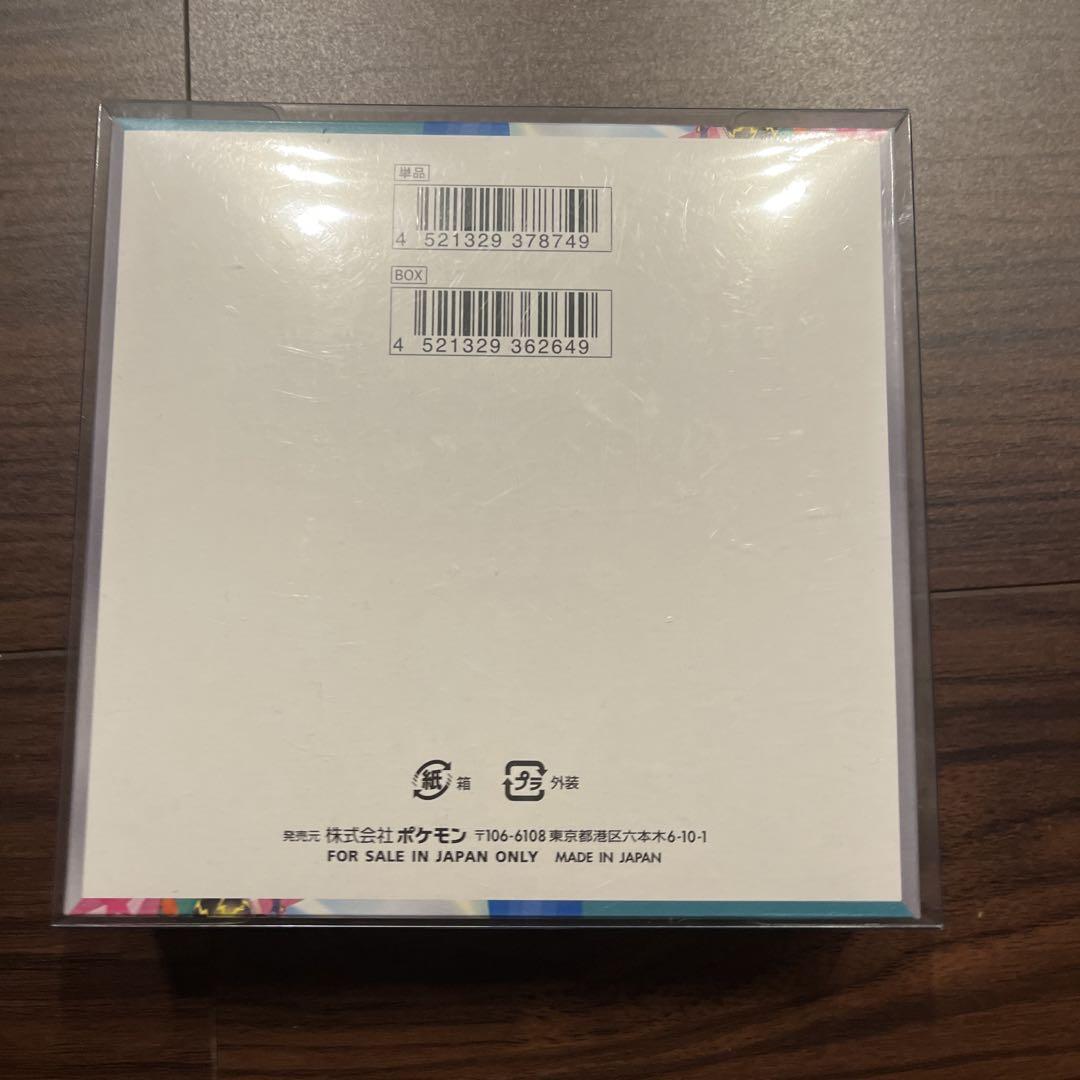 単品
4 521329 378749
BOX
4 521329 362649
紙 箱 プラ 外装
発売元 株式会社 ポケモン 〒106-6108 東京都港区六本木6-10-1
FOR SALE IN JAPAN ONLY MADE IN JAPAN